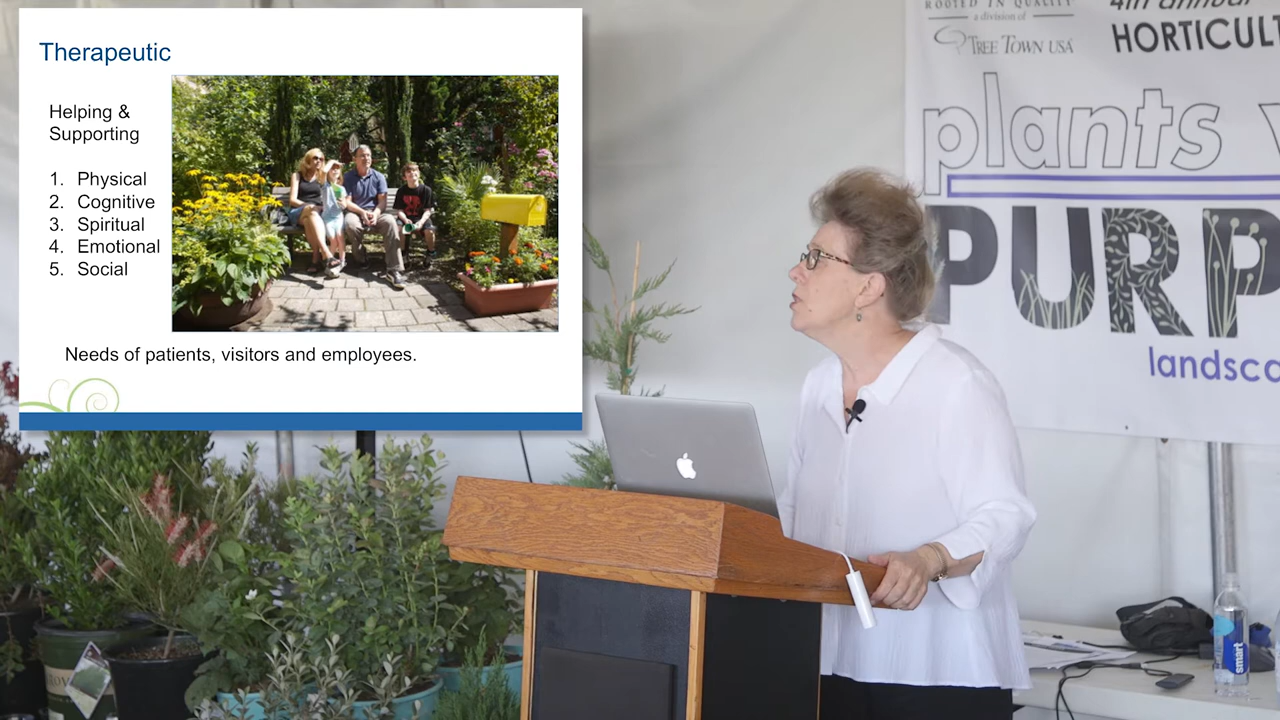 Therapeutic
Helping &
Supporting
1. Physical
2. Cognitive
3. Spiritual
4. Emotional
5. Social
Needs of patients, visitors and employees.
ROOTED IN QUALITY
a division of
TREE TOWN USA
4th annual
HORTICULT
plants
PURP
landsc
smart